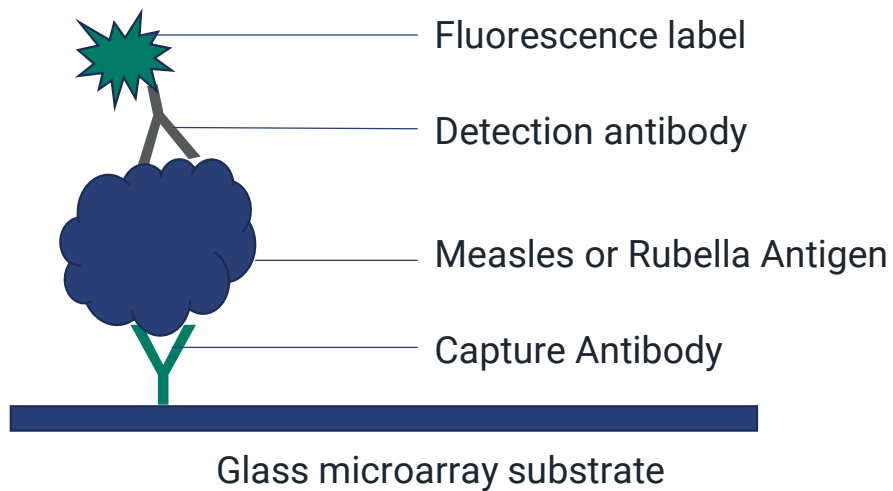 Fluorescence label
Detection antibody
Measles or Rubella Antigen
Capture Antibody
Glass microarray substrate